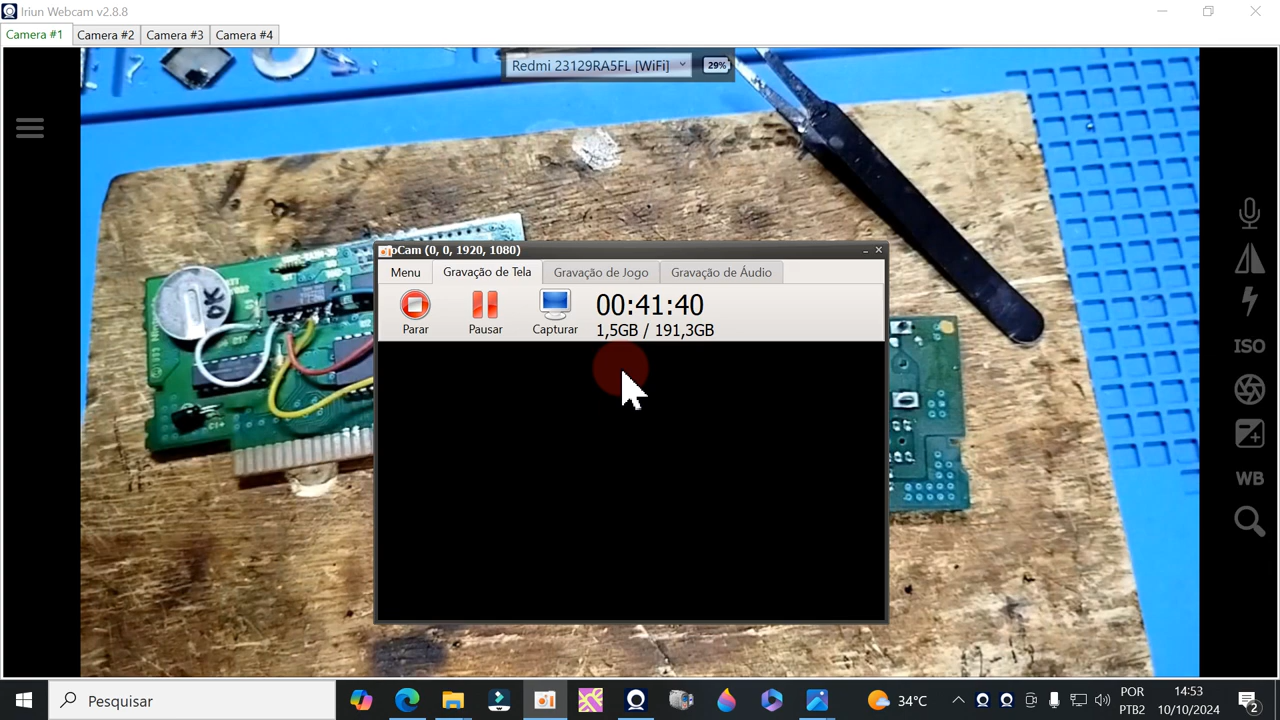 Iriun Webcam v2.8.8
Camera #1
Camera #2
Camera #3
Camera #4
Redmi 23129RA5FL [WiFi]
29%
oCam (0, 0, 1920, 1080)
Menu
Gravação de Tela
Gravação de Jogo
Gravação de Áudio
Parar
Pausar
Capturar
00:41:40
1,5GB / 191,3GB
OK
C1+
ISO
WB
Pesquisar
34°C
POR
PTB2
14:53
10/10/2024
2